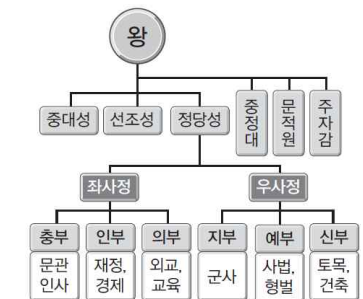 왕
중대성 선조성 정당성 중정대 문적원 주자감
좌사정 우사정
충부 인부 의부 지부 예부 신부
문관 인사 재정, 경제 외교, 교육 군사 사법, 형벌 토목, 건축